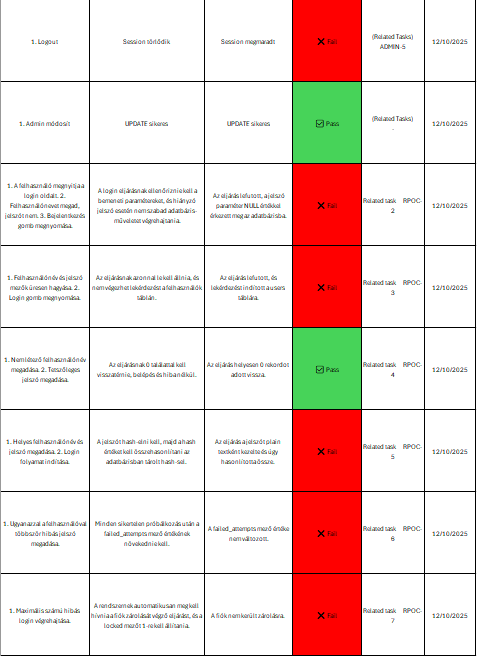 1. Logout
Session törlődik
Session megmaradt
Fail
(Related Tasks)
ADMIN-5
12/10/2025
1. Admin módosít
UPDATE sikeres
UPDATE sikeres
Pass
(Related Tasks)
-
12/10/2025
1. A felhasználó megnyitja a
login oldalt. 2.
Felhasználónevet megad,
jelszót nem. 3. Bejelentkezés
gomb megnyomása.
A login eljárásnak ellenőriznie kell a
bemeneti paramétereket, és hiányzó
jelszó esetén nem szabad adatbázis-
műveletet végrehajtania.
Az eljárás lefutott, a jelszó
paraméter NULL értékkel
érkezett meg az adatbázisba.
Fail
Related task RPOC-
2
12/10/2025
1. Felhasználónév és jelszó
mezők üresen hagyása. 2.
Login gomb megnyomása.
Az eljárásnak azonnal le kell állnia, és
nem végezhet lekérdezést a felhasználók
táblán.
Az eljárás lefutott, és
lekérdezést indított a users
táblára.
Fail
Related task RPOC-
3
12/10/2025
1. Nem létező felhasználónév
megadása. 2. Tetszőleges
jelszó megadása.
Az eljárásnak 0 találattal kell
visszatérnie, belépés és hiba nélkül.
Az eljárás helyesen 0 rekordot
adott vissza.
Pass
Related task RPOC-
4
12/10/2025
1. Helyes felhasználónév és
jelszó megadása. 2. Login
folyamat indítása.
A jelszót hash-elni kell, majd a hash
értéket kell összehasonlítani az
adatbázisban tárolt hash-sel.
Az eljárás a jelszót plain
textként kezelte és úgy
hasonlította össze.
Fail
Related task RPOC-
5
12/10/2025
1. Ugyanazzal a felhasználóval
többször hibás jelszó
megadása.
Minden sikertelen próbálkozás után a
failed_attempts mező értékének
növekednie kell.
A failed_attempts mező értéke
nem változott.
Fail
Related task RPOC-
6
12/10/2025
1. Maximális számú hibás
login végrehajtása.
A rendszernek automatikusan meg kell
hívnia a fiók zárolását végző eljárást, és a
locked mezőt 1-re kell állítania.
A fiók nem került zárolásra.
Fail
Related task RPOC-
7
12/10/2025